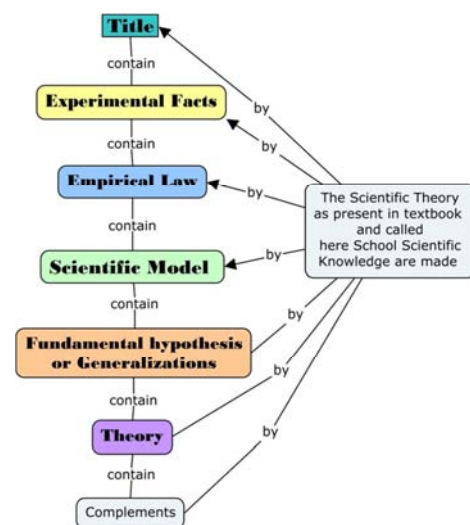 Title
contain
by
Experimental Facts
by
contain
Empirical Law
by
The Scientific Theory
as present in textbook
and called
here School Scientific
Knowledge are made
contain
Scientific Model
by
contain
by
Fundamental hypothesis
or Generalizations
by
contain
Theory
by
contain
Complements